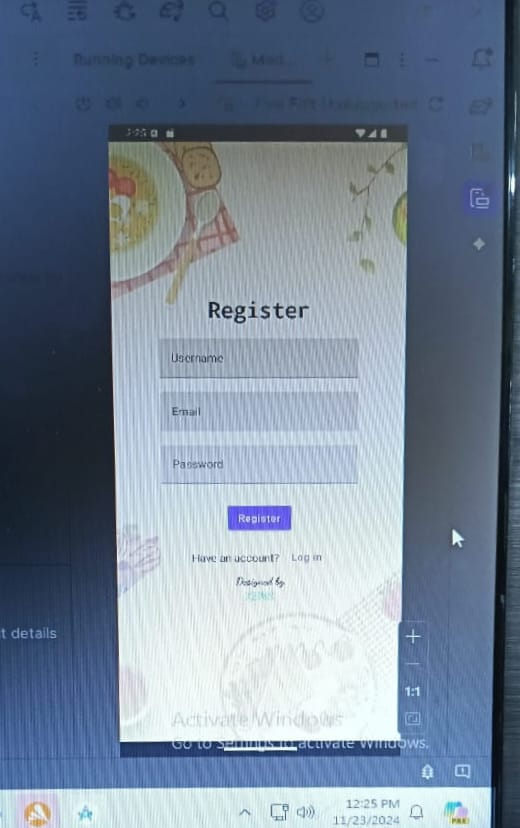 Running Devices
Register
Username
Email
Password
Register
Have an account? Log in
Designed by
1:1
t details
Activate Windows
Go to Settings to activate Windows.
12:25 PM
11/23/2024
PRE